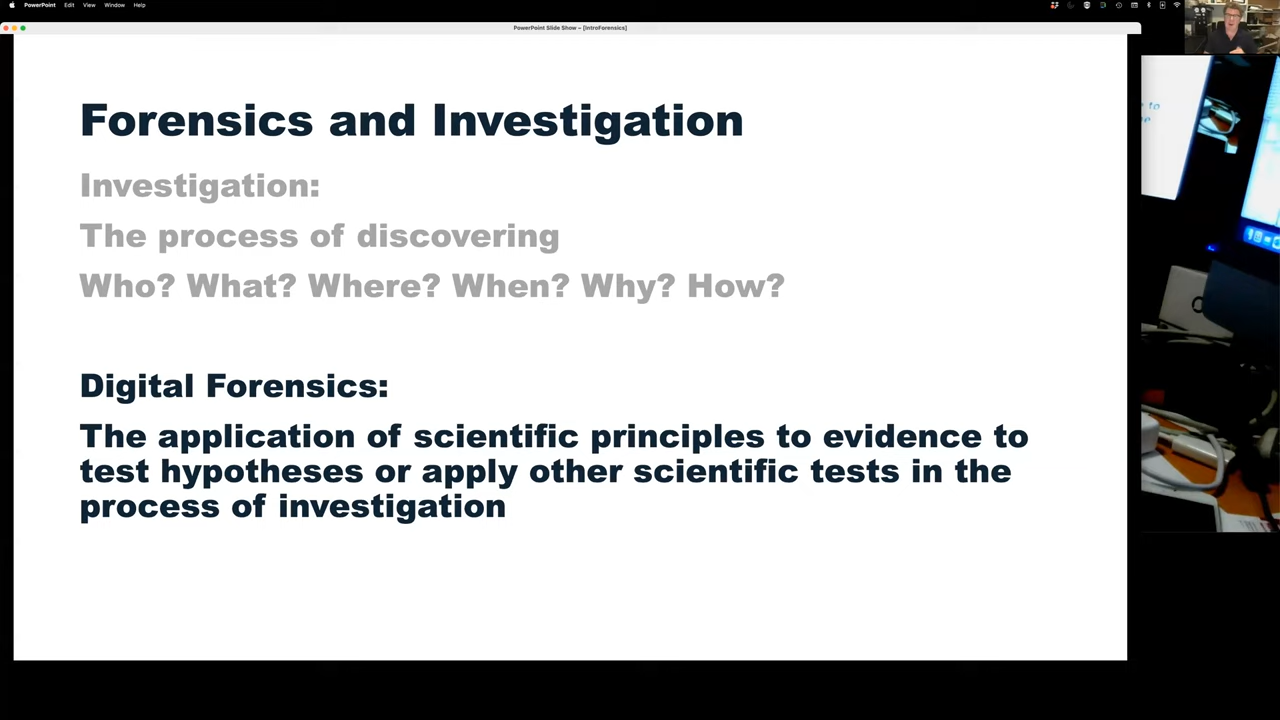 PowerPoint Edit View Window Help
PowerPoint Slide Show – [IntroForensics]
Forensics and Investigation
Investigation:
The process of discovering
Who? What? Where? When? Why? How?
Digital Forensics:
The application of scientific principles to evidence to
test hypotheses or apply other scientific tests in the
process of investigation
to